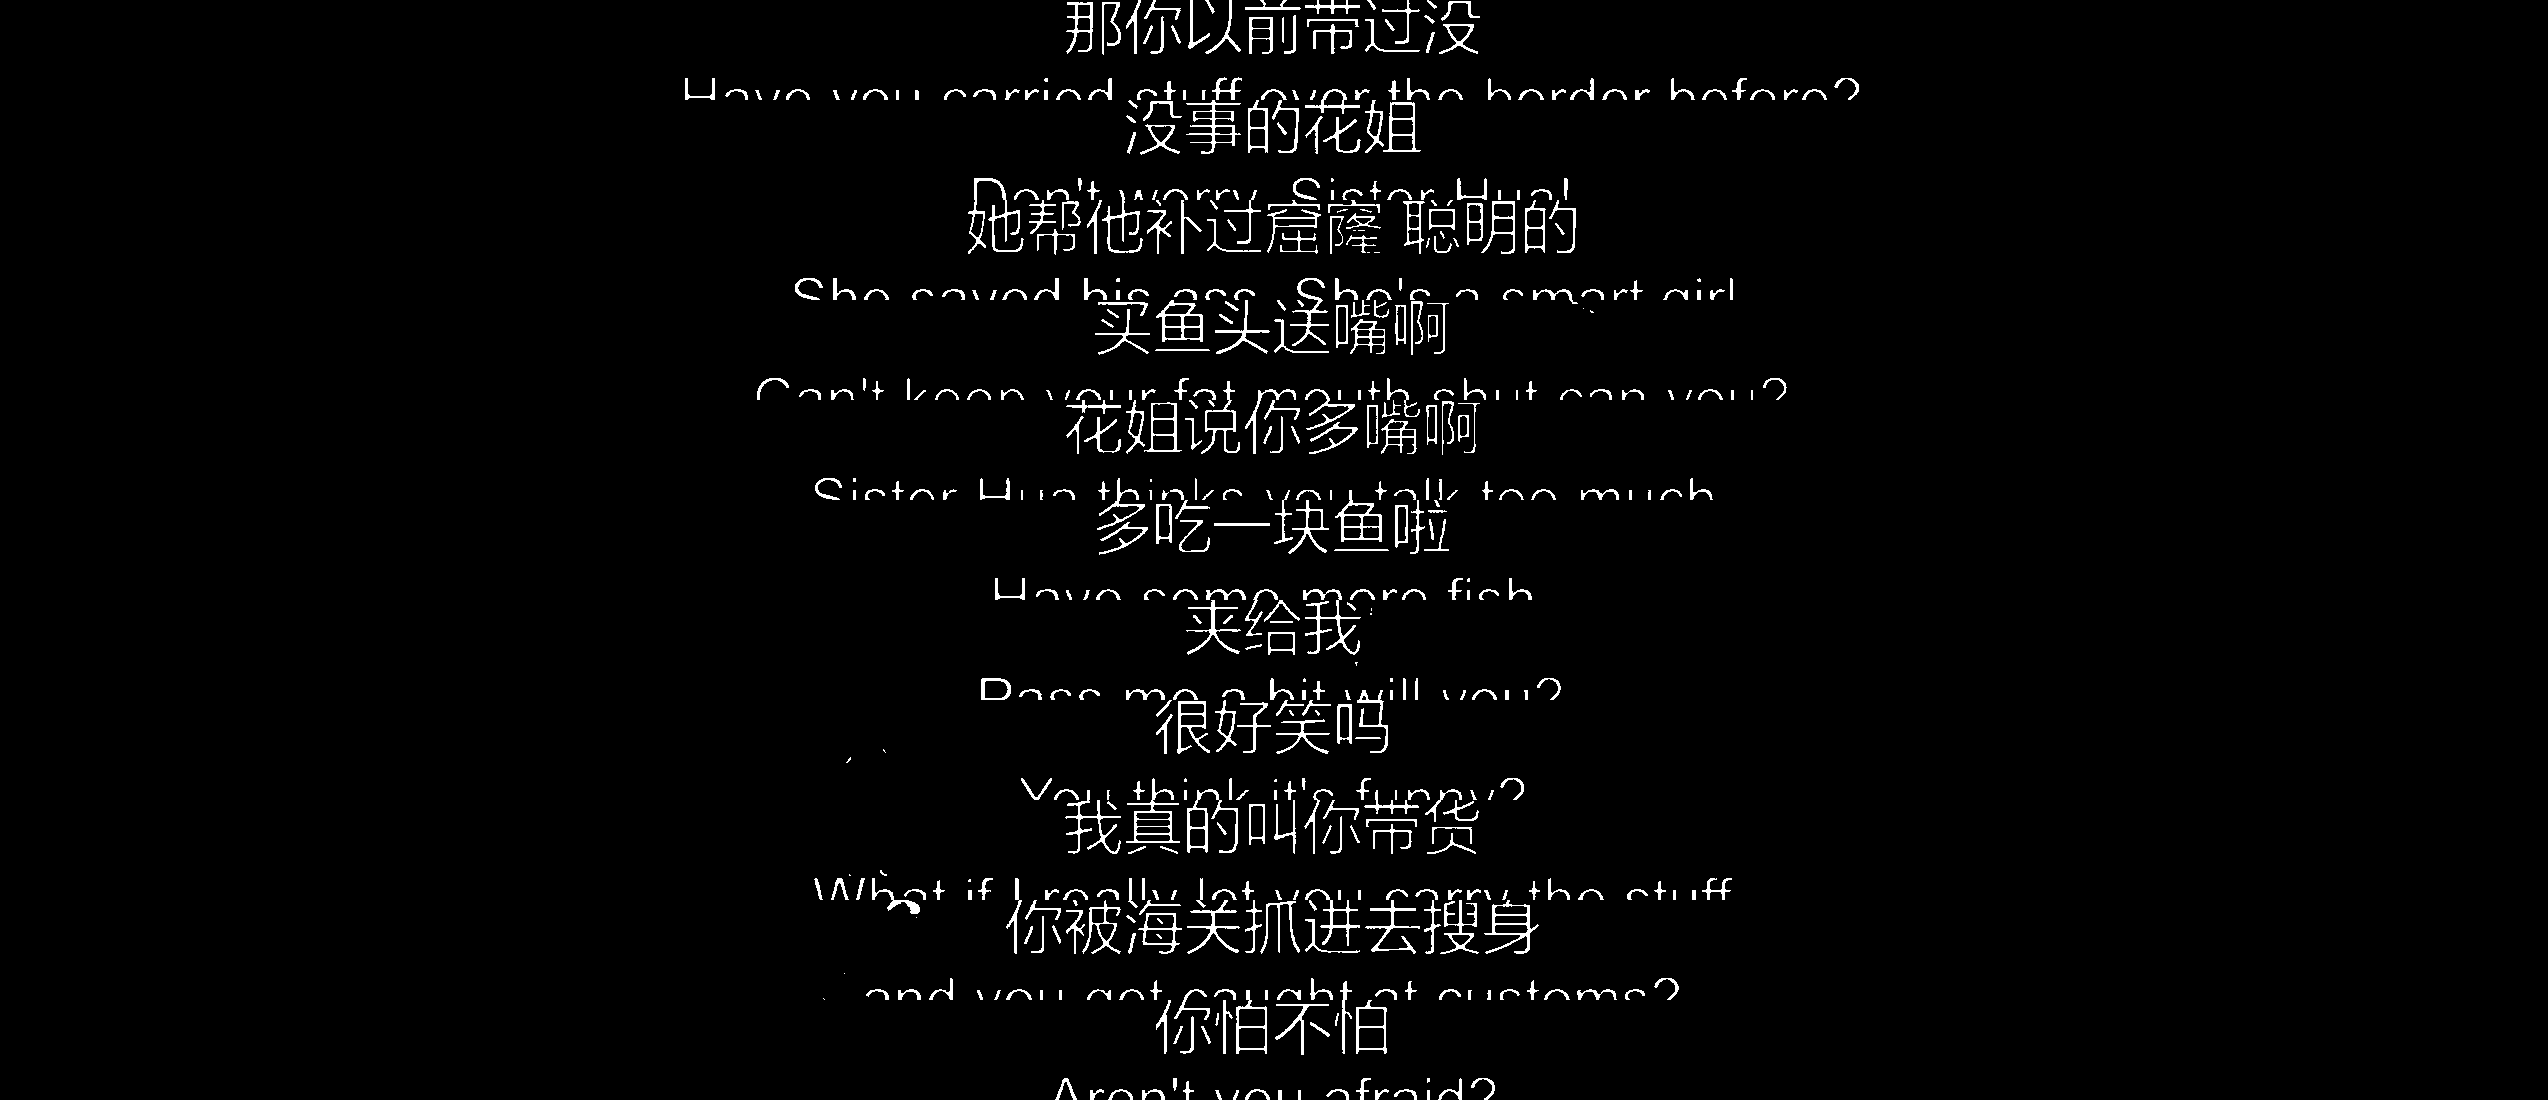 那你以前带过没
Have you carried stuff over the border before?
没事的花姐
Don't worry, Sister Hua!
她帮他补过窟窿 聪明的
She saved his ass. She's a smart girl
买鱼头送嘴啊
Can't keep your fat mouth shut can you?
花姐说你多嘴啊
Sister Hua thinks you talk too much
多吃一块鱼啦
Have some more fish
夹给我
Pass me a bit will you?
很好笑吗
You think it's funny?
我真的叫你带货
What if I really let you carry the stuff
你被海关抓进去搜身
and you got caught at customs?
你怕不怕
Aren't you afraid?